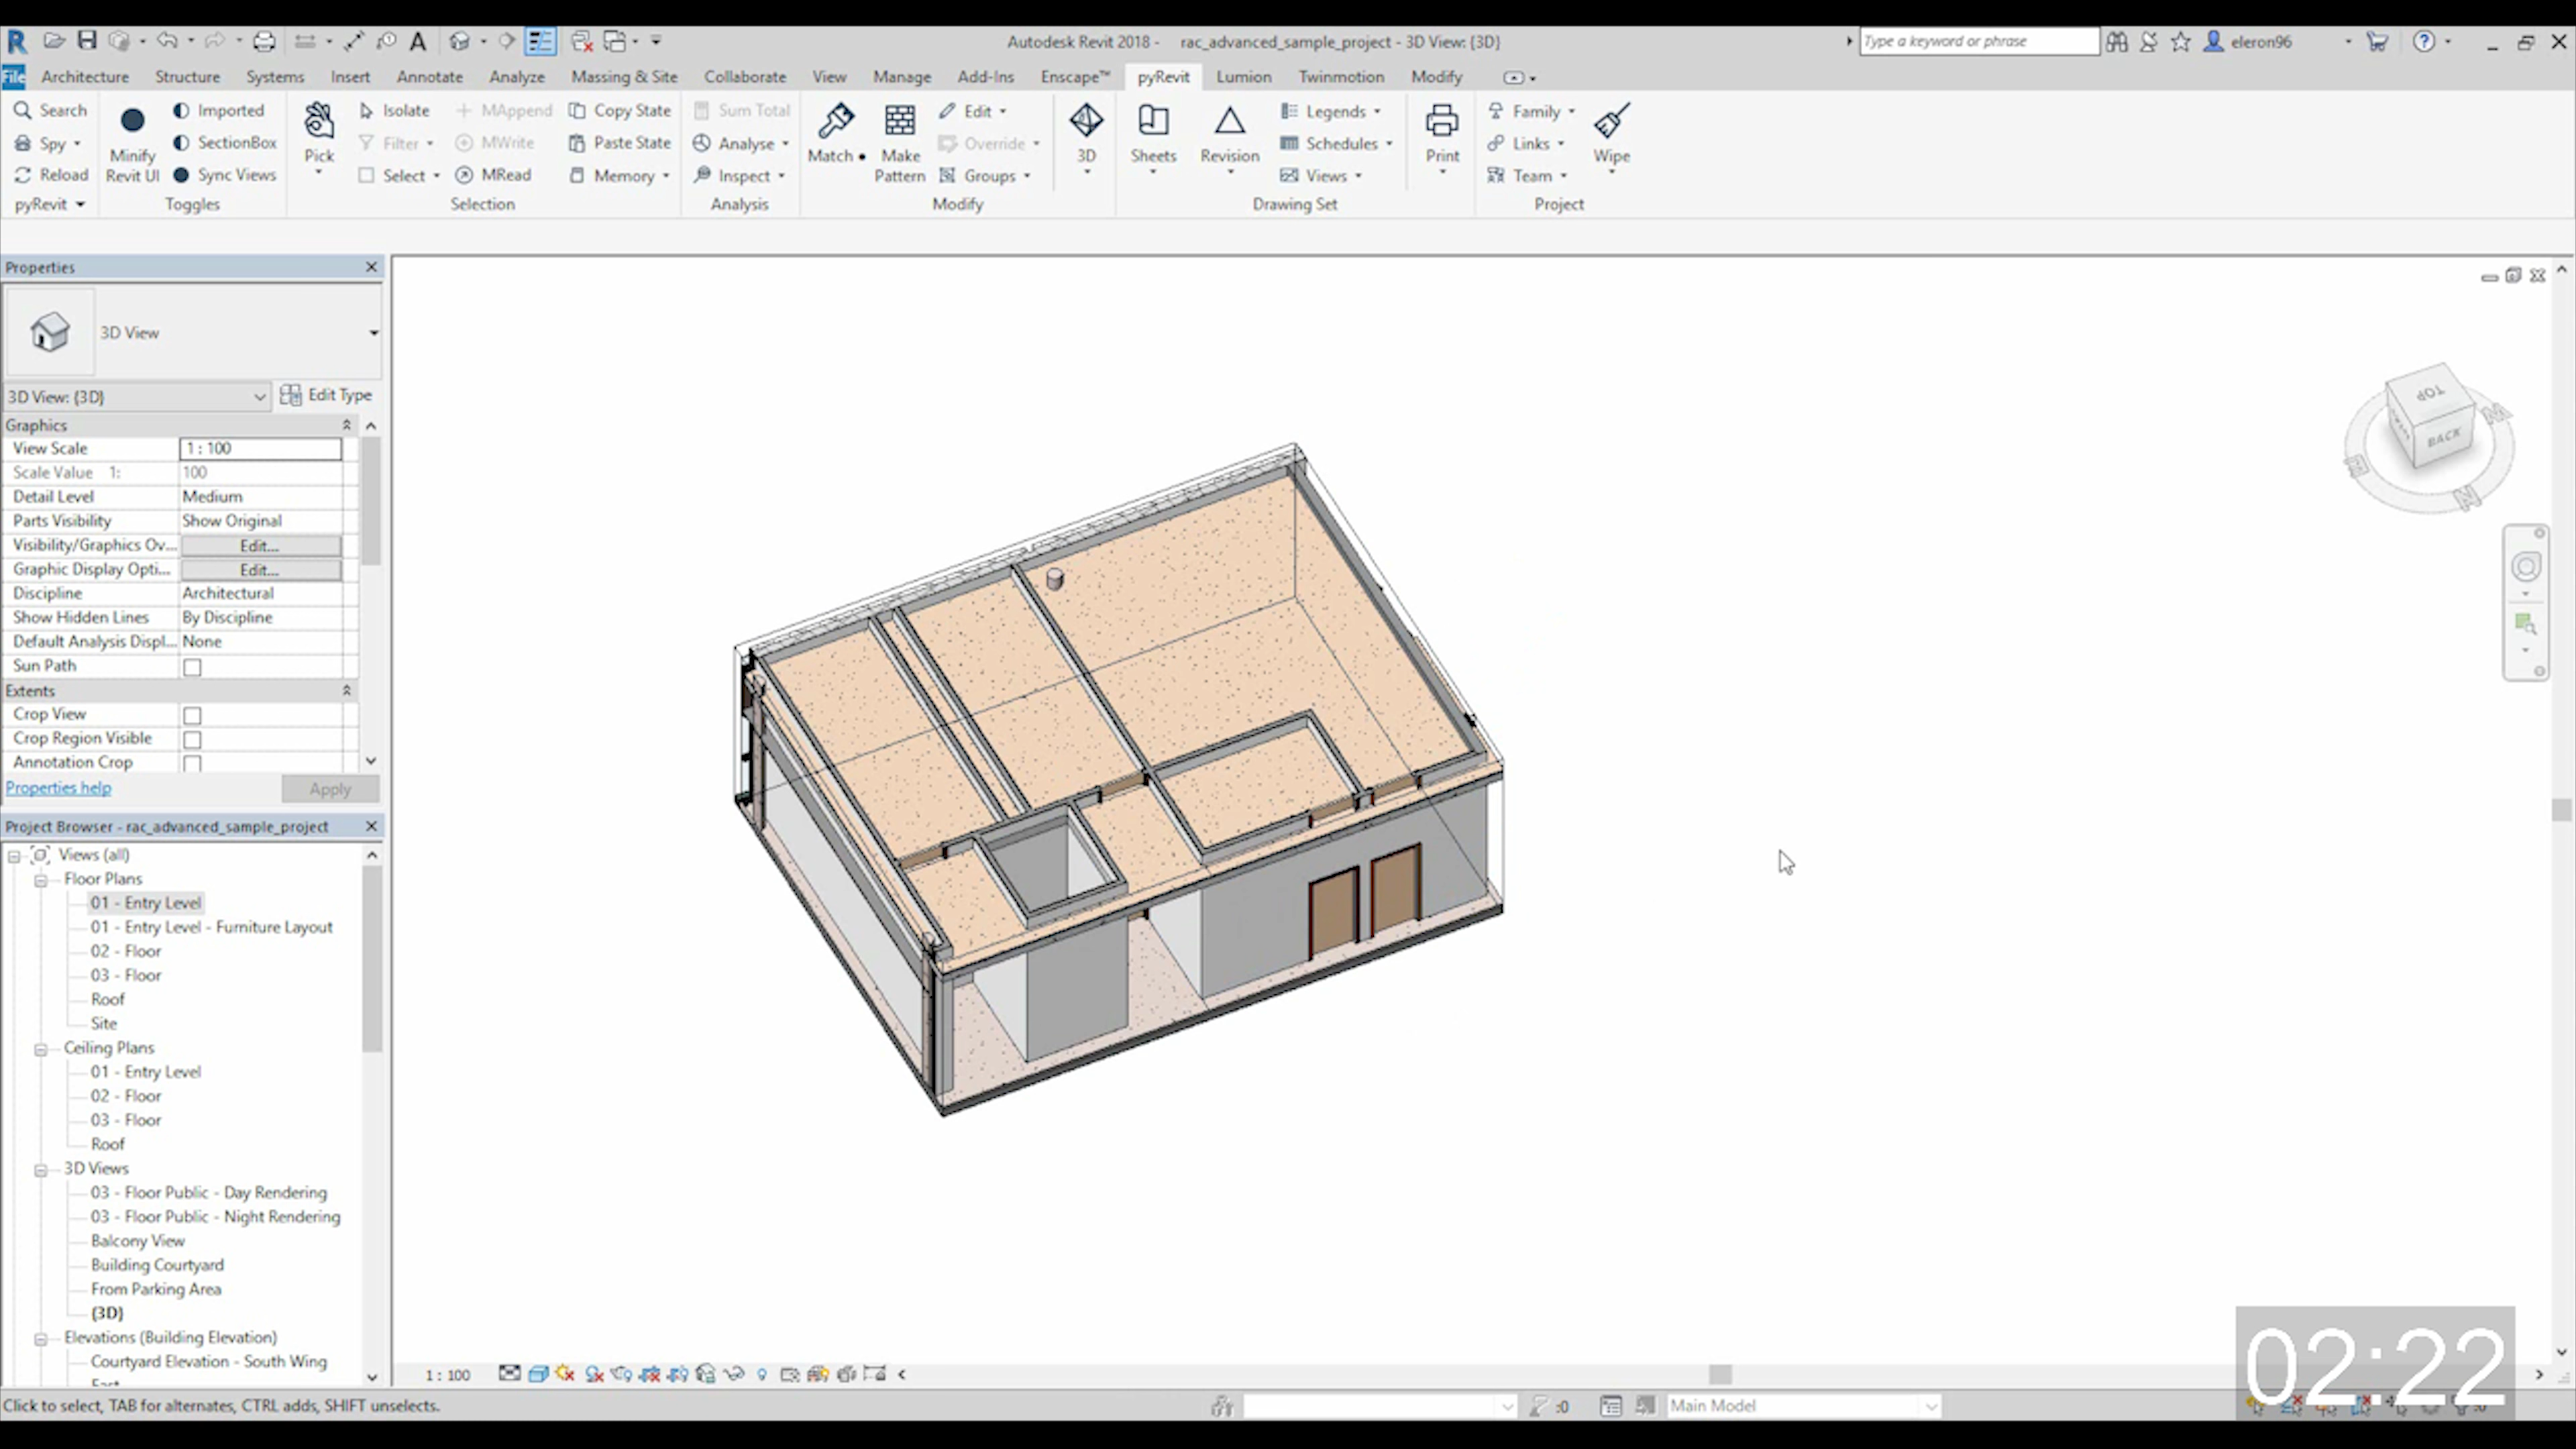 Autodesk Revit 2018 - rac_advanced_sample_project - 3D View: {3D}
Type a keyword or phrase
eleron96
File Architecture Structure Systems Insert Annotate Analyze Massing & Site Collaborate View Manage Add-Ins Enscape™ pyRevit Lumion Twinmotion Modify
Search Imported Isolate MAppend Copy State Sum Total Edit Legends Family
Spy SectionBox Filter MWrite Paste State Analyse Override Schedules Links
Minify Revit UI Pick Match Make Pattern 3D Sheets Revision Print Wipe
Reload Sync Views Select MRead Memory Inspect Groups Views Team
pyRevit Toggles Selection Analysis Modify Drawing Set Project
Properties
3D View
3D View: {3D} Edit Type
Graphics
View Scale 1 : 100
Scale Value 1: 100
Detail Level Medium
Parts Visibility Show Original
Visibility/Graphics Ov... Edit...
Graphic Display Opti... Edit...
Discipline Architectural
Show Hidden Lines By Discipline
Default Analysis Displ... None
Sun Path
Extents
Crop View
Crop Region Visible
Annotation Crop
Properties help Apply
Project Browser - rac_advanced_sample_project
Views (all)
Floor Plans
01 - Entry Level
01 - Entry Level - Furniture Layout
02 - Floor
03 - Floor
Roof
Site
Ceiling Plans
01 - Entry Level
02 - Floor
03 - Floor
Roof
3D Views
03 - Floor Public - Day Rendering
03 - Floor Public - Night Rendering
Balcony View
Building Courtyard
From Parking Area
{3D}
Elevations (Building Elevation)
Courtyard Elevation - South Wing
East
TOP
BACK
N
E
1 : 100
Click to select, TAB for alternates, CTRL adds, SHIFT unselects.
:0
Main Model
02:22